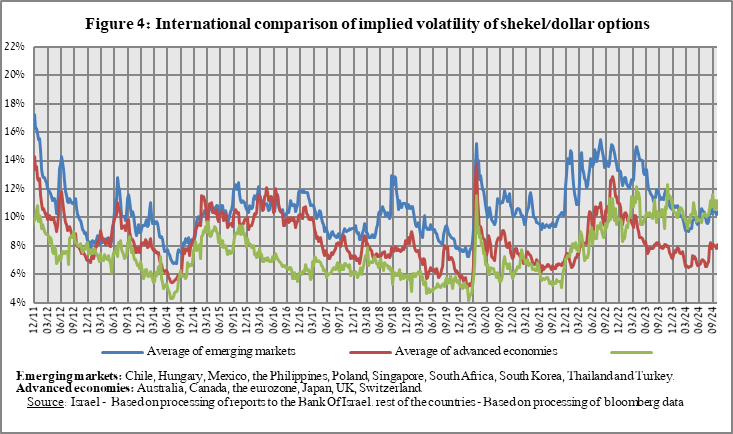 Figure 4: International comparison of implied volatility of shekel/dollar options
22%
20%
18%
16%
14%
12%
10%
8%
6%
4%
12/11 03/12 06/12 09/12 12/12 03/13 06/13 09/13 12/13 03/14 06/14 09/14 12/14 03/15 06/15 09/15 12/15 03/16 06/16 09/16 12/16 03/17 06/17 09/17 12/17 03/18 06/18 09/18 12/18 03/19 06/19 09/19 12/19 03/20 06/20 09/20 12/20 03/21 06/21 09/21 12/21 03/22 06/22 09/22 12/22 03/23 06/23 09/23 12/23 03/24 06/24 09/24
Average of emerging markets Average of advanced economies
Emerging markets: Chile, Hungary, Mexico, the Philippines, Poland, Singapore, South Africa, South Korea, Thailand and Turkey.
Advanced economies: Australia, Canada, the eurozone, Japan, UK, Switzerland
Source: Israel - Based on processing of reports to the Bank Of Israel. rest of the countries - Based on processing of bloomberg data